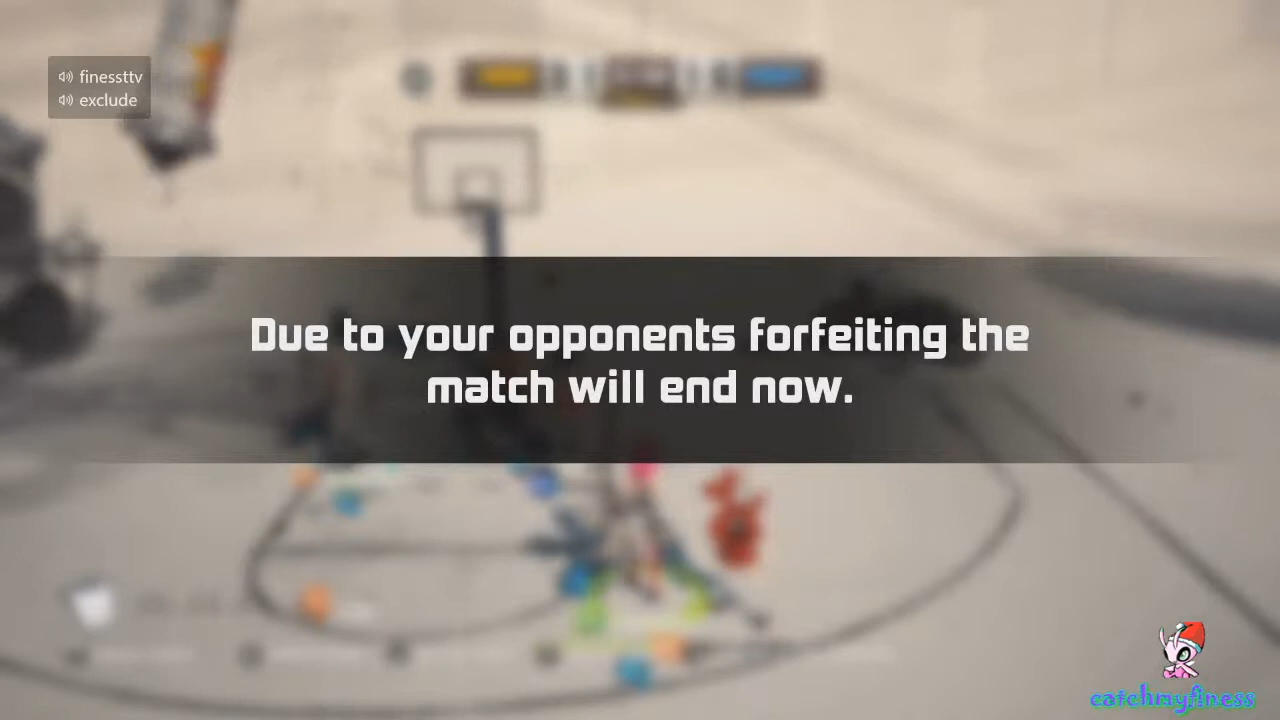 finessttv
exclude
Due to your opponents forfeiting the
match will end now.
catchmyfiness